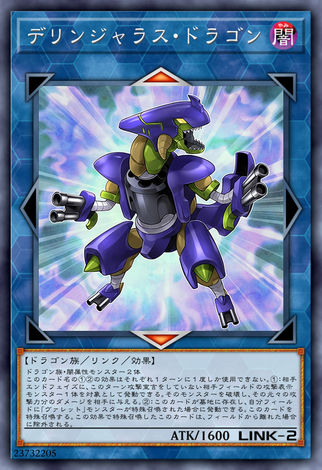 デリンジャラス・ドラゴン
やみ
闇
【ドラゴン族／リンク／効果】
ドラゴン族・闇属性モンスター２体
このカード名の①②の効果はそれぞれ１ターンに１度しか使用できない。①：相手
エンドフェイズに、このターン攻撃宣言をしていない相手フィールドの攻撃表示
モンスター１体を対象として発動できる。そのモンスターを破壊し、その元々の攻
撃力分のダメージを相手に与える。②：このカードが墓地に存在し、自分フィール
ドに「ヴァレット」モンスターが特殊召喚された場合に発動できる。このカードを
特殊召喚する。この効果で特殊召喚したこのカードは、フィールドから離れた場合
に除外される。
ATK/1600 LINK-2
23732205